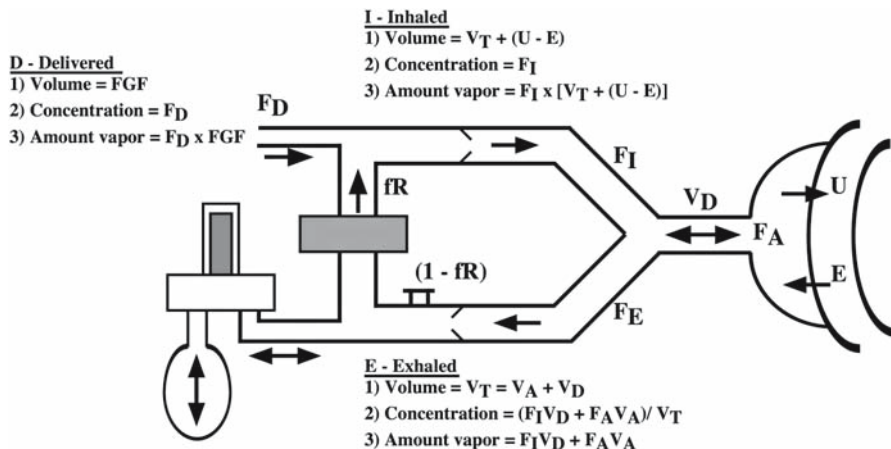 I - Inhaled
1) Volume = VT + (U - E)
2) Concentration = FI
3) Amount vapor = FI x [VT + (U - E)]
D - Delivered
1) Volume = FGF
2) Concentration = FD
3) Amount vapor = FD x FGF
FD
FI
fR
VD
U
FA
(1 - fR)
E
FE
E - Exhaled
1) Volume = VT = VA + VD
2) Concentration = (FIVD + FAVA)/ VT
3) Amount vapor = FIVD + FAVA